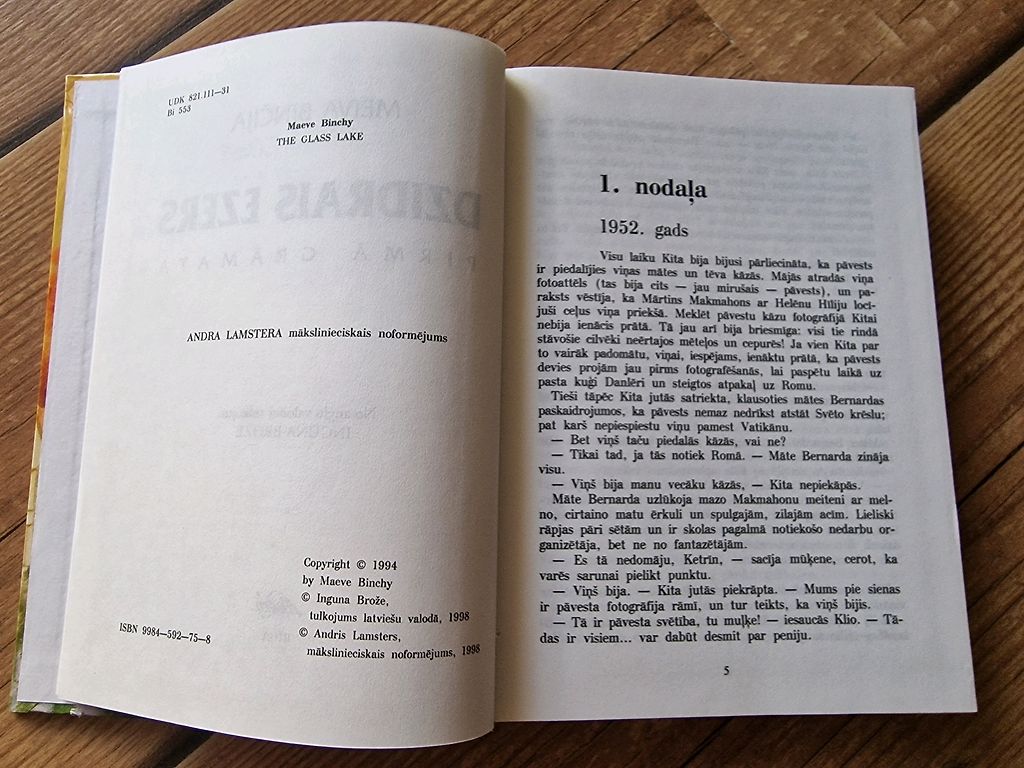 UDK 821.111—31
Bi 553
Maeve Binchy
THE GLASS LAKE
ANDRA LAMSTERA mākslinieciskais noformējums
Copyright © 1994
by Maeve Binchy
© Inguna Brože,
tulkojums latviešu valodā, 1998
© Andris Lamsters,
mākslinieciskais noformējums, 1998
ISBN 9984—592—75—8
1. nodaļa
1952. gads
Visu laiku Kita bija bijusi pārliecināta, ka pāvests
ir piedalījies viņas mātes un tēva kāzās. Mājās atradās viņa
fotoattēls (tas bija cits — jau mirušais — pāvests), un pa-
raksts vēstīja, ka Mārtins Makmahons ar Helēnu Hīliju locī-
juši ceļus viņa priekšā. Meklēt pāvestu kāzu fotogrāfijā Kitai
nebija ienācis prātā. Tā jau arī bija briesmīga: visi tie rindā
stāvošie cilvēki neērtajos mēteļos un cepurēs! Ja vien Kita par
to vairāk padomātu, viņai, iespējams, ienāktu prātā, ka pāvests
devies projām jau pirms fotografēšanās, lai paspētu laikā uz
pasta kuģi Danlēri un steigtos atpakaļ uz Romu.
Tieši tāpēc Kita jutās satriekta, klausoties mātes Bernardas
paskaidrojumos, ka pāvests nemaz nedrīkst atstāt Svēto krēslu;
pat karš nepiespiestu viņu pamest Vatikānu.
— Bet viņš taču piedalās kāzās, vai ne?
— Tikai tad, ja tās notiek Romā. — Māte Bernarda zināja
visu.
— Viņš bija manu vecāku kāzās, — Kita nepiekāpās.
Māte Bernarda uzlūkoja mazo Makmahonu meiteni ar mel-
no, cirtaino matu ērkuli un spulgajām, zilajām acīm. Lieliski
rāpjas pāri sētām un ir skolas pagalmā notiekošo nedarbu or-
ganizētāja, bet ne no fantazētājām.
— Es tā nedomāju, Ketrīn, — sacīja mūķene, cerot, ka
varēs sarunai pielikt punktu.
— Viņš bija. — Kita jutās piekrāpta. — Mums pie sienas
ir pāvesta fotogrāfija rāmī, un tur teikts, ka viņš bijis.
— Tā ir pāvesta svētība, tu muļķe! — iesaucās Klio. — Tā-
das ir visiem... var dabūt desmit par peniju.
5